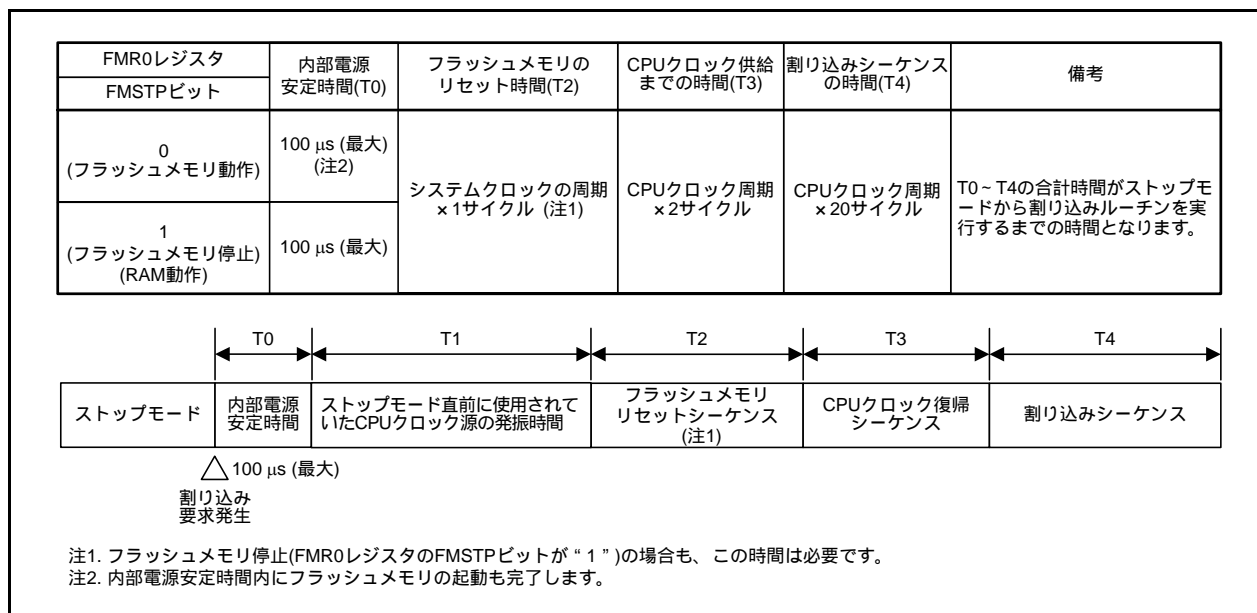 FMR0レジスタ
FMSTPビット
内部電源
安定時間(T0)
フラッシュメモリの
リセット時間(T2)
CPUクロック供給
までの時間(T3)
割り込みシーケンス
の時間(T4)
備考
0
(フラッシュメモリ動作)
100 μs (最大)
(注2)
システムクロックの周期
×1サイクル (注1)
CPUクロック周期
×2サイクル
CPUクロック周期
×20サイクル
T0~T4の合計時間がストップモ
ードから割り込みルーチンを実
行するまでの時間となります。
1
(フラッシュメモリ停止)
(RAM動作)
100 μs (最大)
T0
T1
T2
T3
T4
ストップモード
内部電源
安定時間
ストップモード直前に使用されて
いたCPUクロック源の発振時間
フラッシュメモリ
リセットシーケンス
(注1)
CPUクロック復帰
シーケンス
割り込みシーケンス
100 μs (最大)
割り込み
要求発生
注1. フラッシュメモリ停止(FMR0レジスタのFMSTPビットが“1”)の場合も、この時間は必要です。
注2. 内部電源安定時間内にフラッシュメモリの起動も完了します。